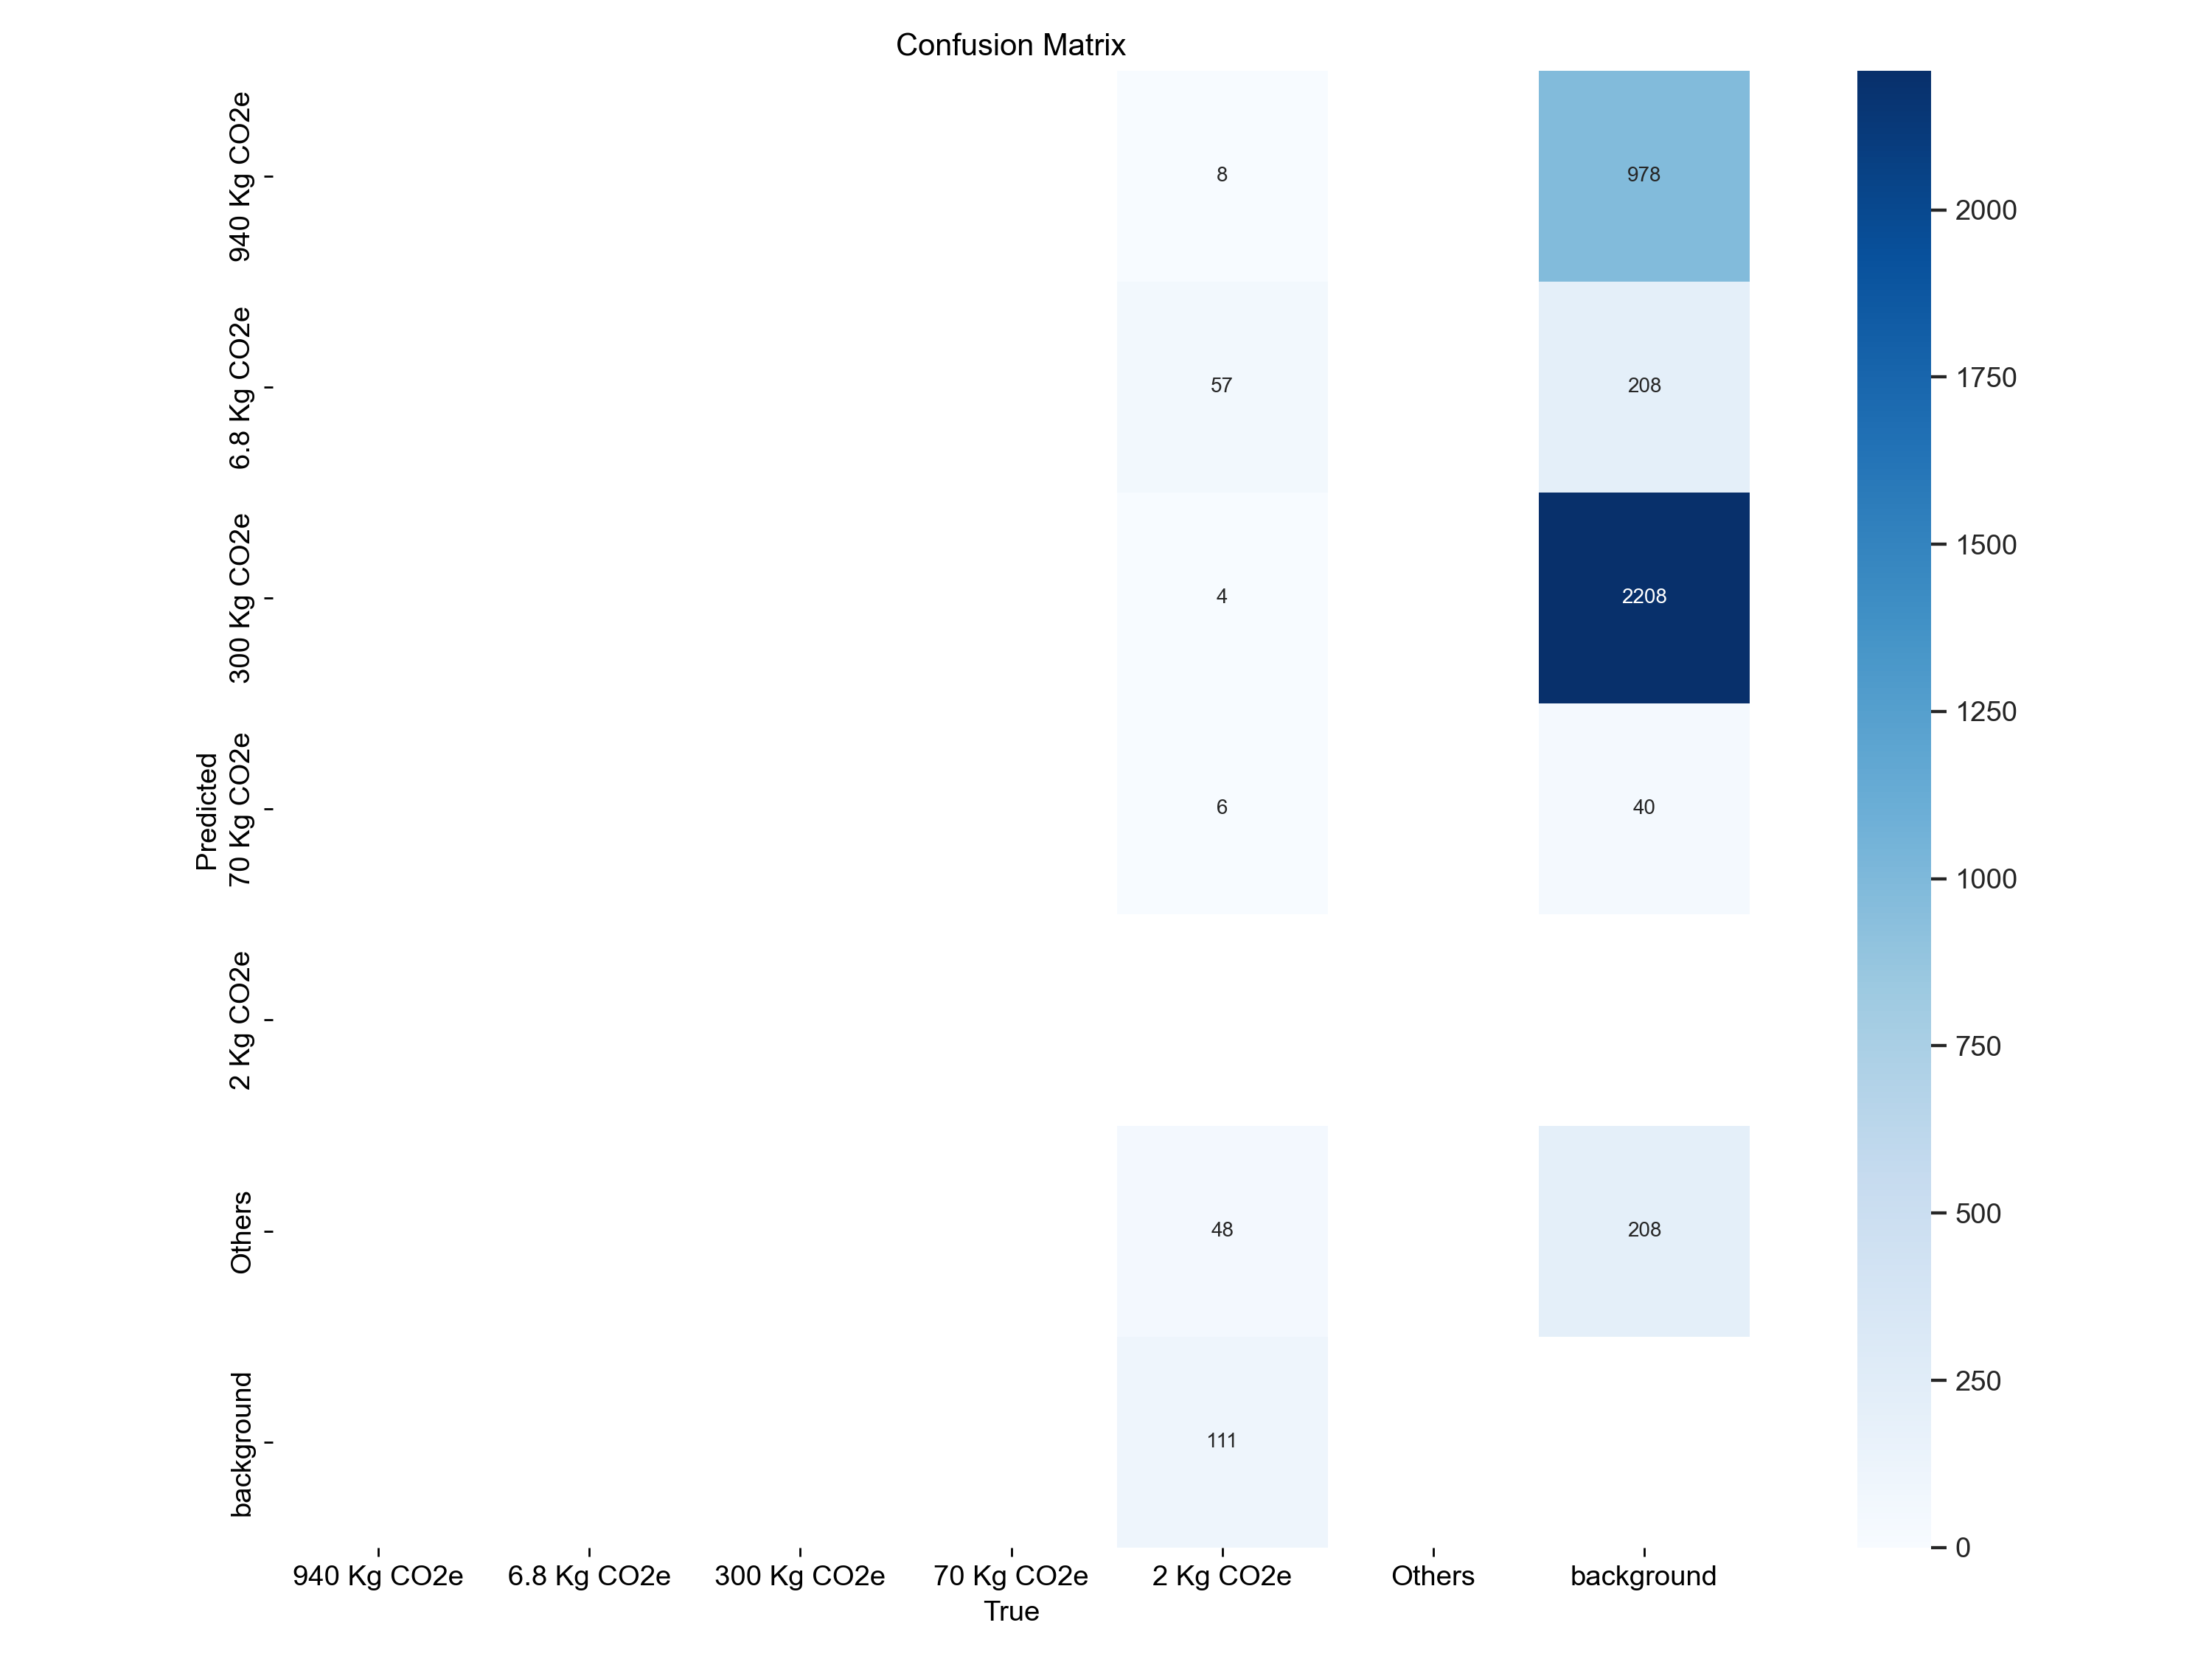 Confusion Matrix
940 Kg CO2e
8
978
6.8 Kg CO2e
57
208
300 Kg CO2e
4
2208
70 Kg CO2e
6
40
2 Kg CO2e
Others
48
208
background
111
Predicted
940 Kg CO2e
6.8 Kg CO2e
300 Kg CO2e
70 Kg CO2e
2 Kg CO2e
Others
background
True
2000
1750
1500
1250
1000
750
500
250
0